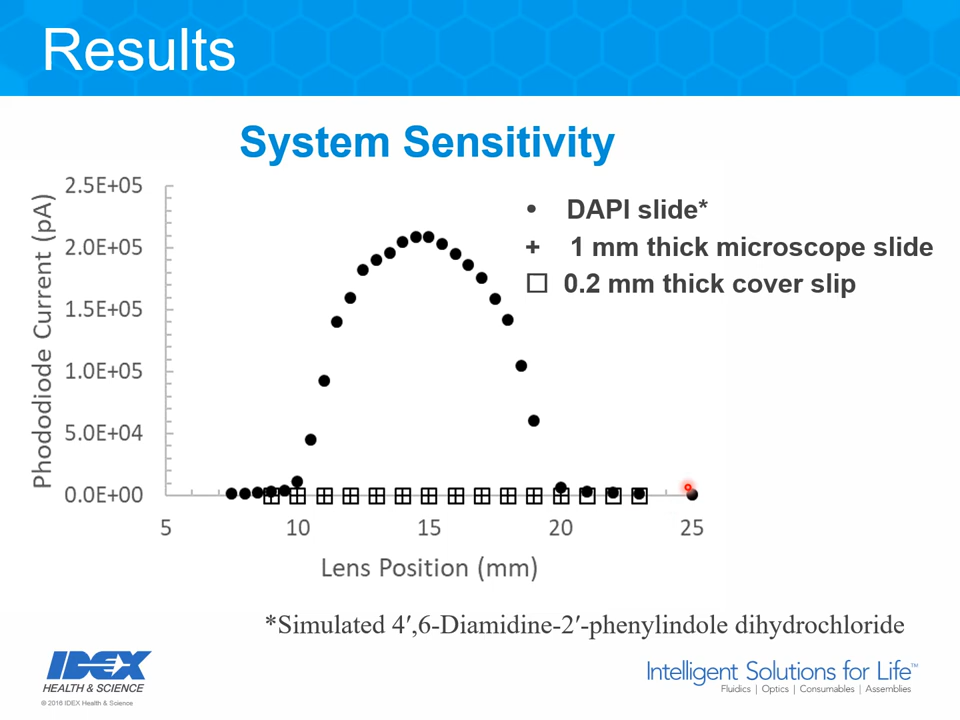 Results
System Sensitivity
Phododiode Current (pA)
2.5E+05
2.0E+05
1.5E+05
1.0E+05
5.0E+04
0.0E+00
• DAPI slide*
+ 1 mm thick microscope slide
□ 0.2 mm thick cover slip
5 10 15 20 25
Lens Position (mm)
*Simulated 4′,6-Diamidine-2′-phenylindole dihydrochloride
IDEX
HEALTH & SCIENCE
© 2016 IDEX Health & Science
Intelligent Solutions for Life™
Fluidics | Optics | Consumables | Assemblies